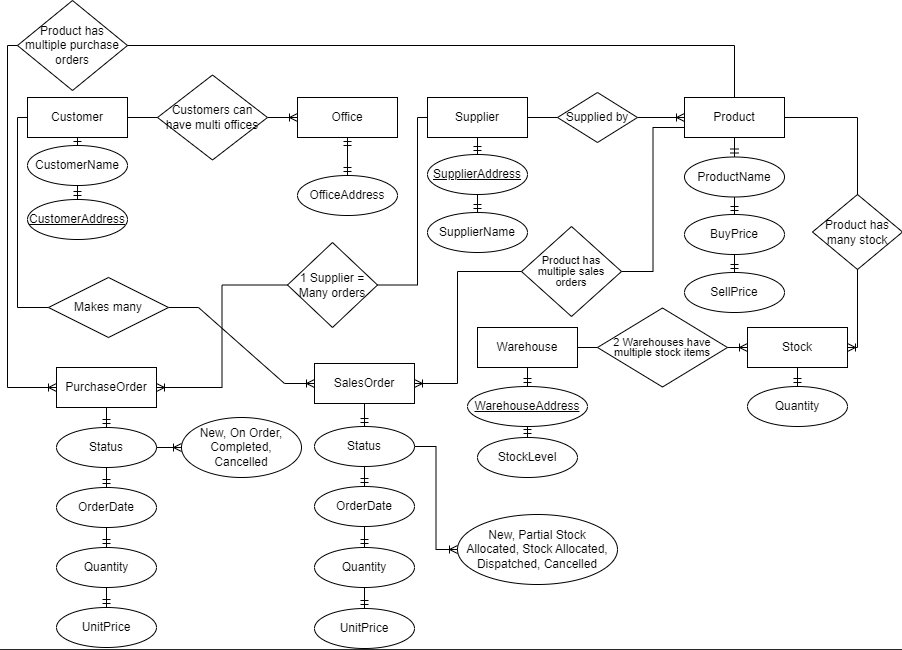 Product has
multiple purchase
orders
Customer
Customers can
have multi offices
Office
Supplier
Supplied by
Product
CustomerName
CustomerAddress
OfficeAddress
SupplierAddress
SupplierName
ProductName
BuyPrice
SellPrice
Product has
many stock
1 Supplier =
Many orders
Product has
multiple sales
orders
Makes many
Warehouse
2 Warehouses have
multiple stock items
Stock
PurchaseOrder
SalesOrder
WarehouseAddress
Quantity
Status
New, On Order,
Completed,
Cancelled
Status
StockLevel
OrderDate
OrderDate
New, Partial Stock
Allocated, Stock Allocated,
Dispatched, Cancelled
Quantity
Quantity
UnitPrice
UnitPrice